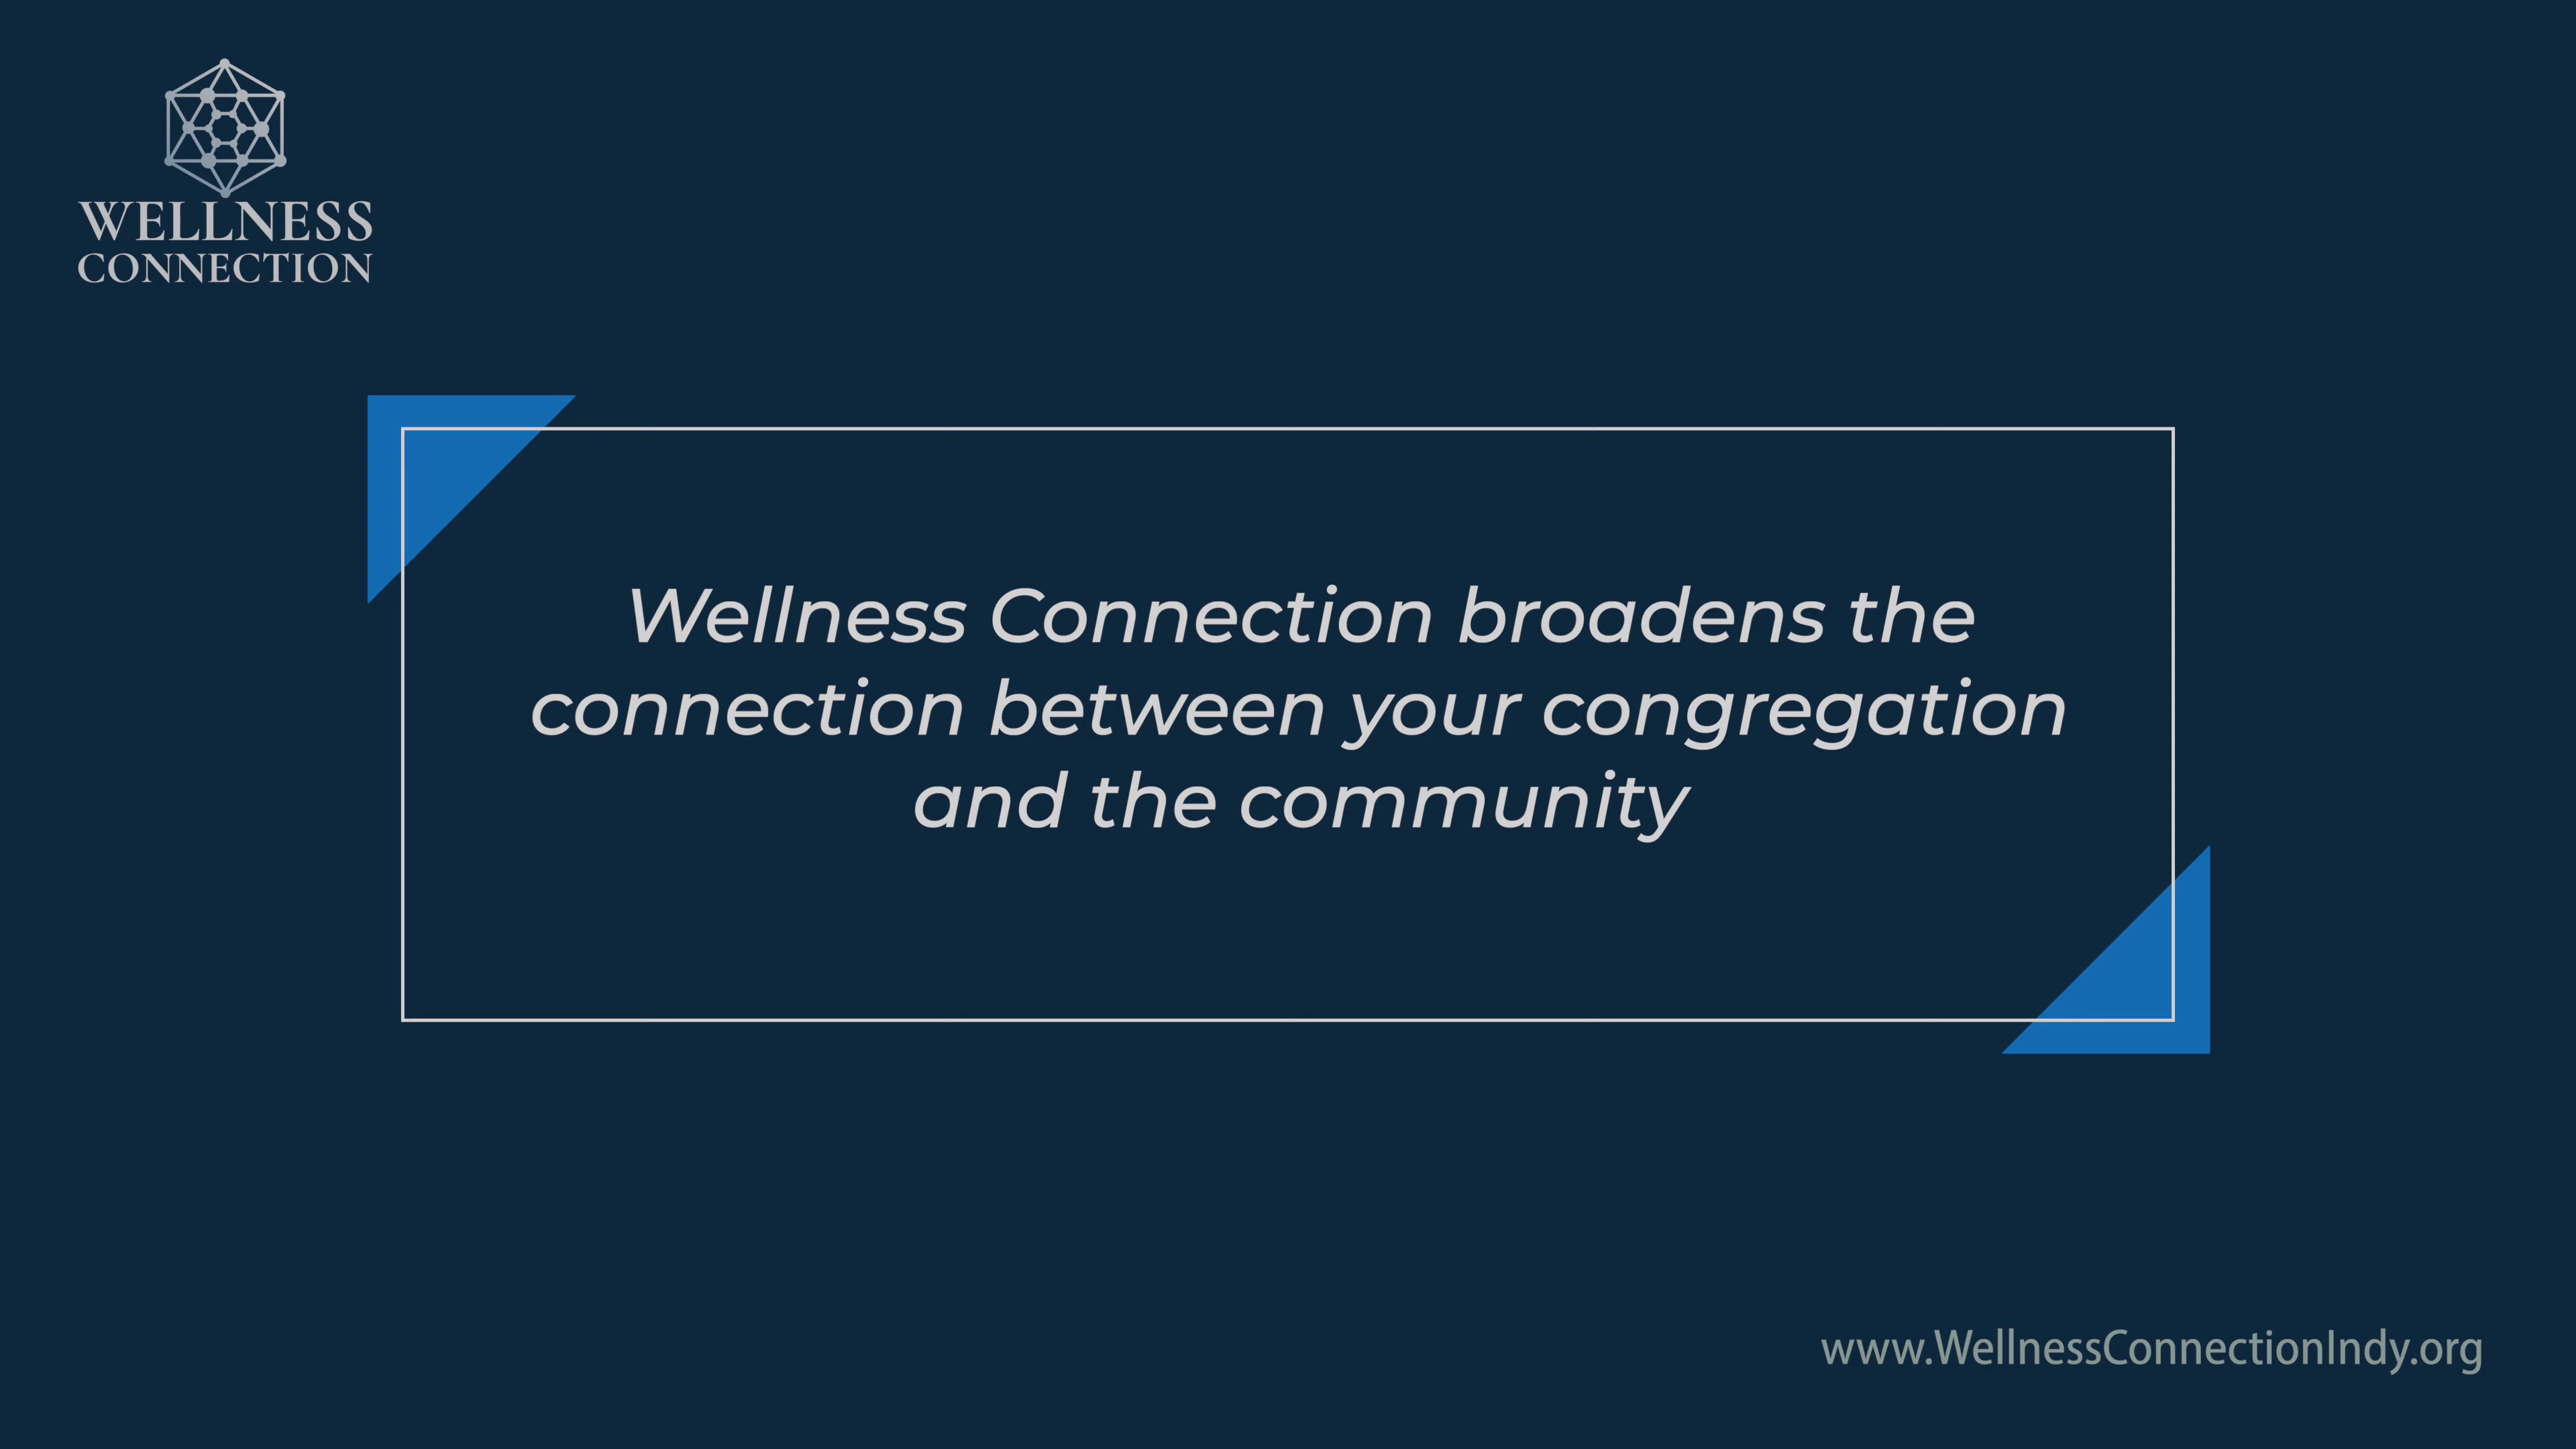 WELLNESS
CONNECTION
Wellness Connection broadens the
connection between your congregation
and the community
www.WellnessConnectionIndy.org